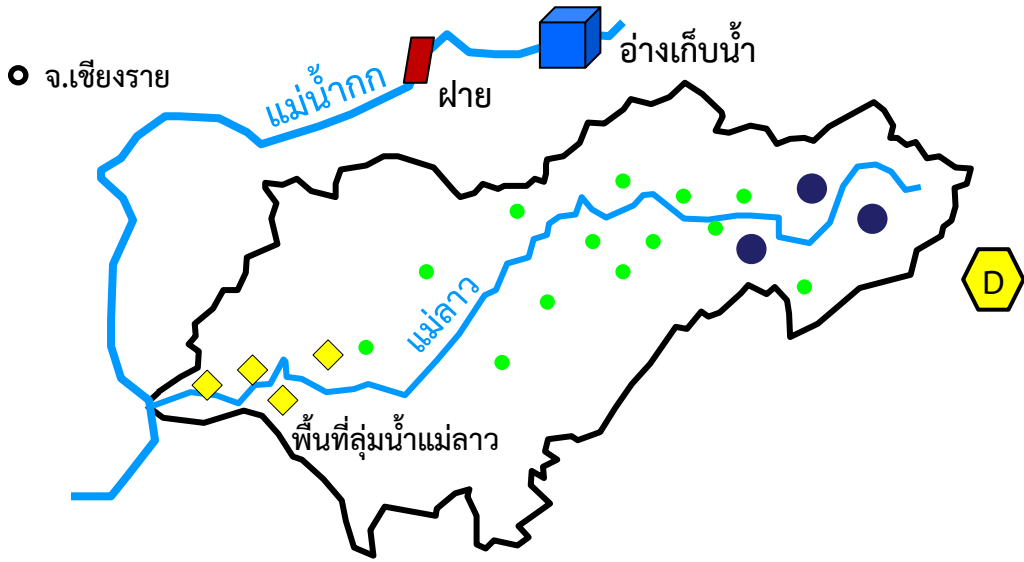 อ่างเก็บน้ำ
จ.เชียงราย
แม่น้ำกก
ฝาย
D
แม่ลาว
พื้นที่ลุ่มน้ำแม่ลาว